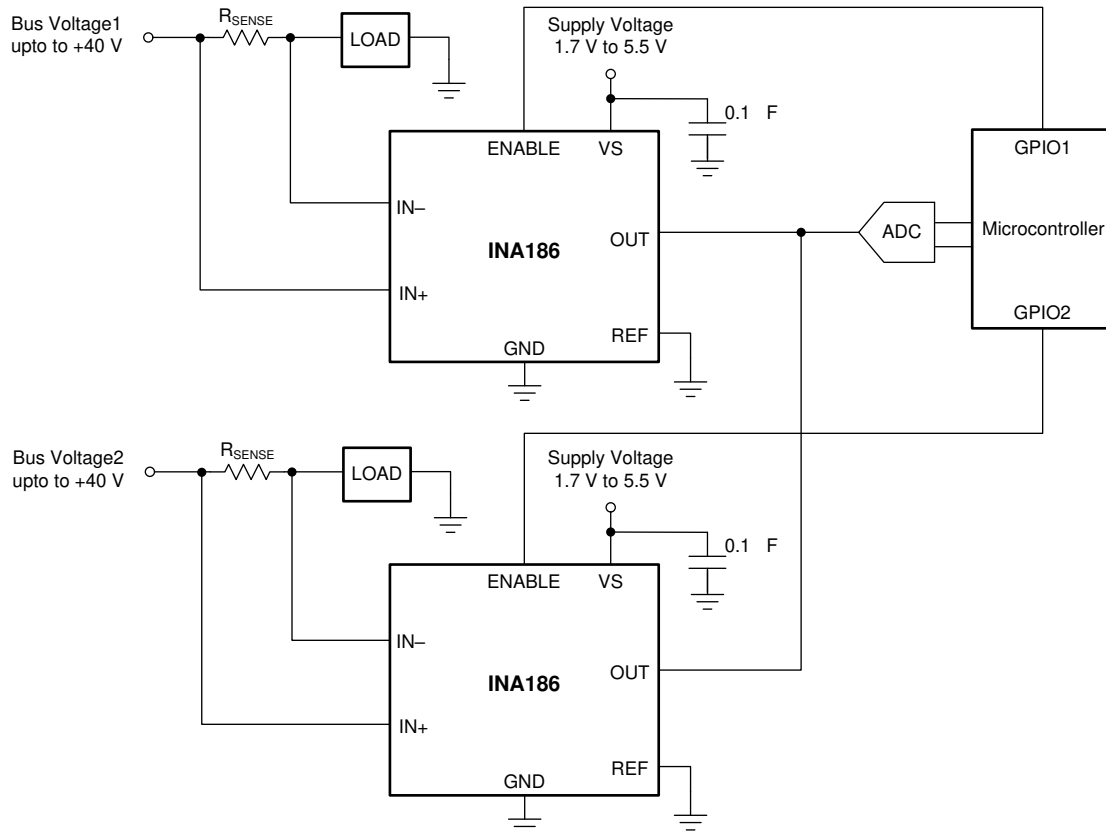 Bus Voltage1
upto to +40 V
RSENSE
LOAD
Supply Voltage
1.7 V to 5.5 V
0.1 F
ENABLE
VS
GPIO1
IN–
INA186
OUT
ADC
Microcontroller
IN+
REF
GPIO2
GND
Bus Voltage2
upto to +40 V
RSENSE
LOAD
Supply Voltage
1.7 V to 5.5 V
0.1 F
ENABLE
VS
IN–
INA186
OUT
IN+
REF
GND